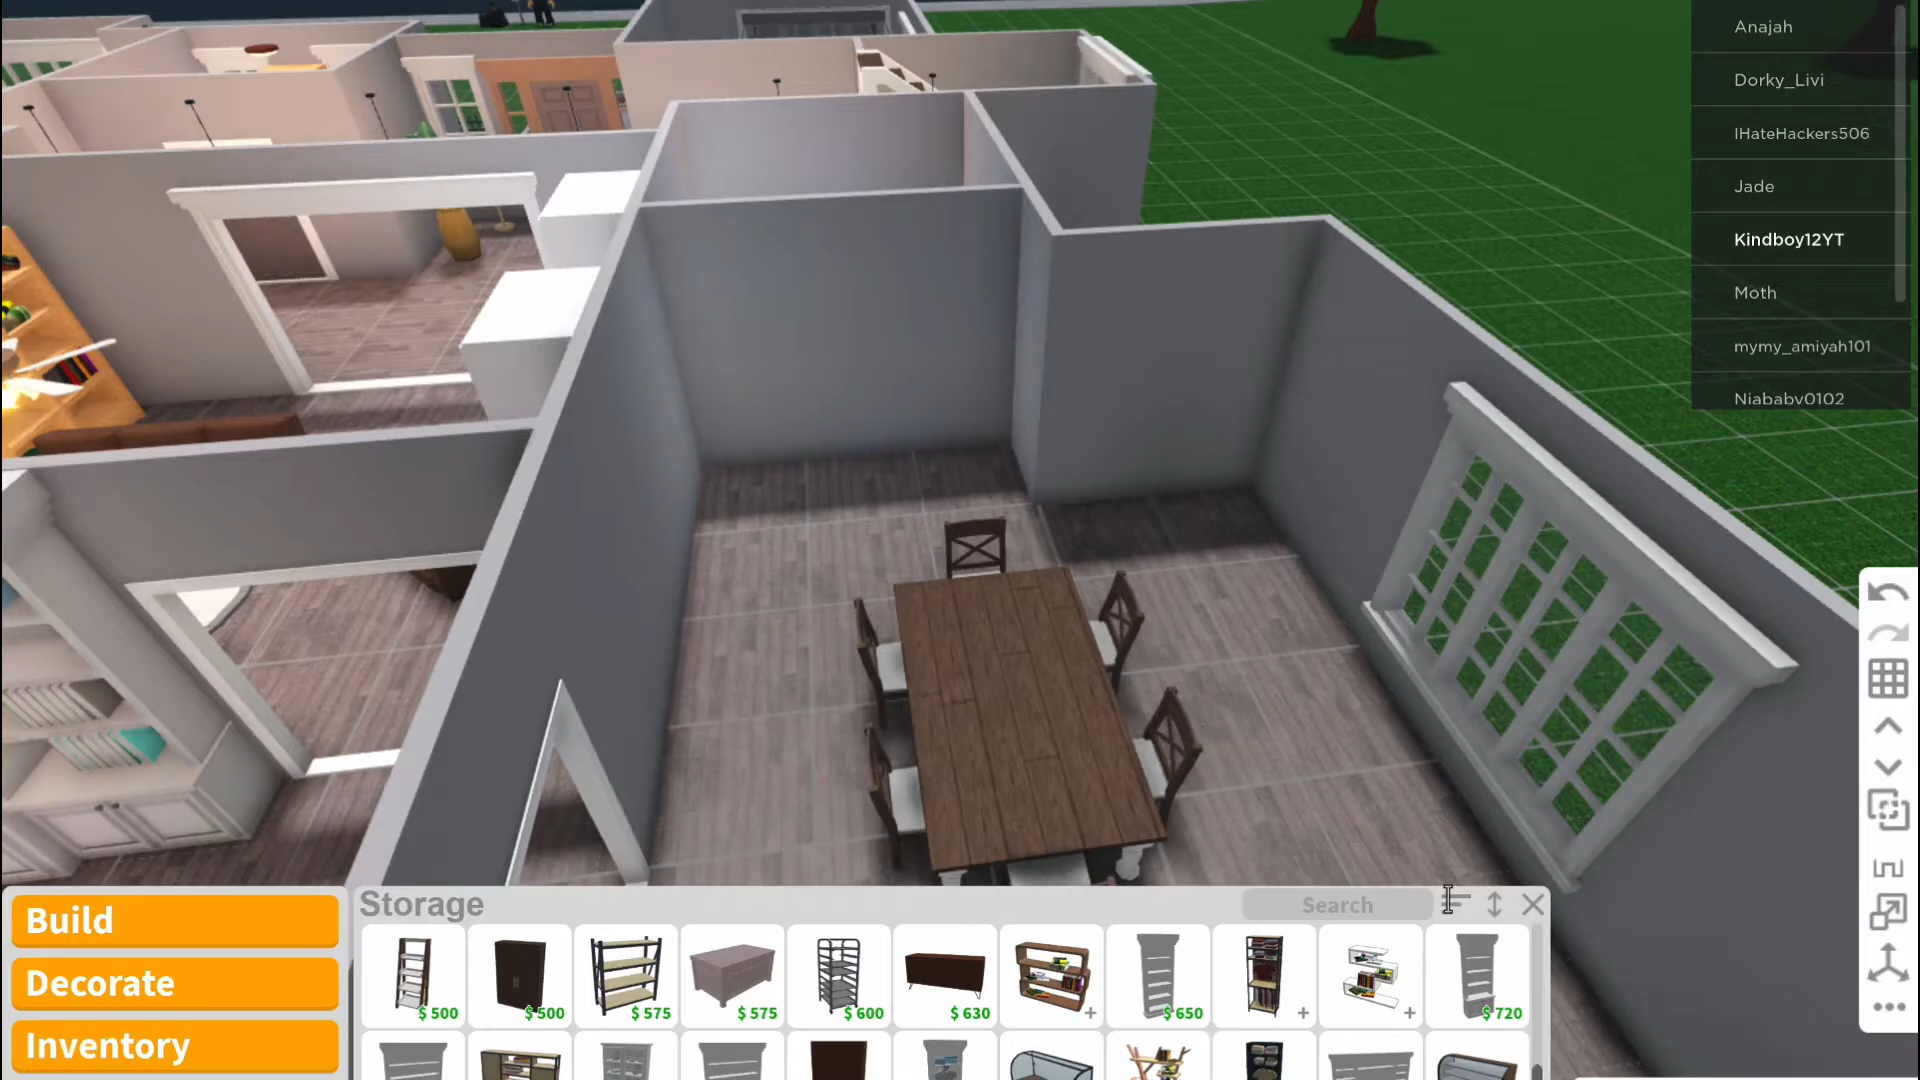 Anajah
Dorky_Livi
IHateHackers506
Jade
Kindboy12YT
Moth
mymy_amiyah101
Niababy0102
Build
Decorate
Inventory
Storage
Search
$ 500
$ 500
$ 575
$ 575
$ 600
$ 630
+
$ 650
+
+
$ 720